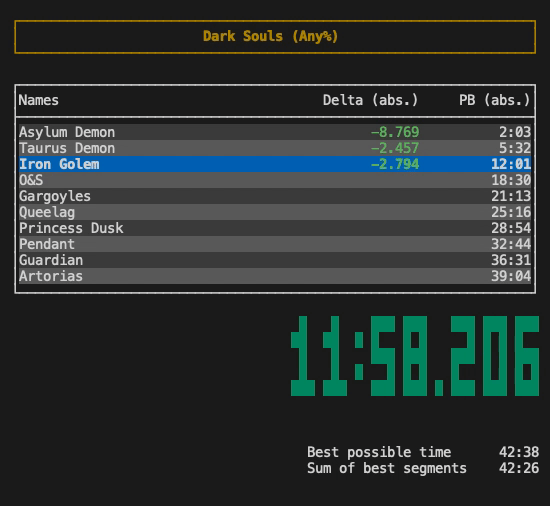 Dark Souls (Any%)
Names Delta (abs.) PB (abs.)
Asylum Demon −8.769 2:03
Taurus Demon −2.457 5:32
Iron Golem −2.794 12:01
O&S 18:30
Gargoyles 21:13
Queelag 25:16
Princess Dusk 28:54
Pendant 32:44
Guardian 36:31
Artorias 39:04
11:58.206
Best possible time 42:38
Sum of best segments 42:26